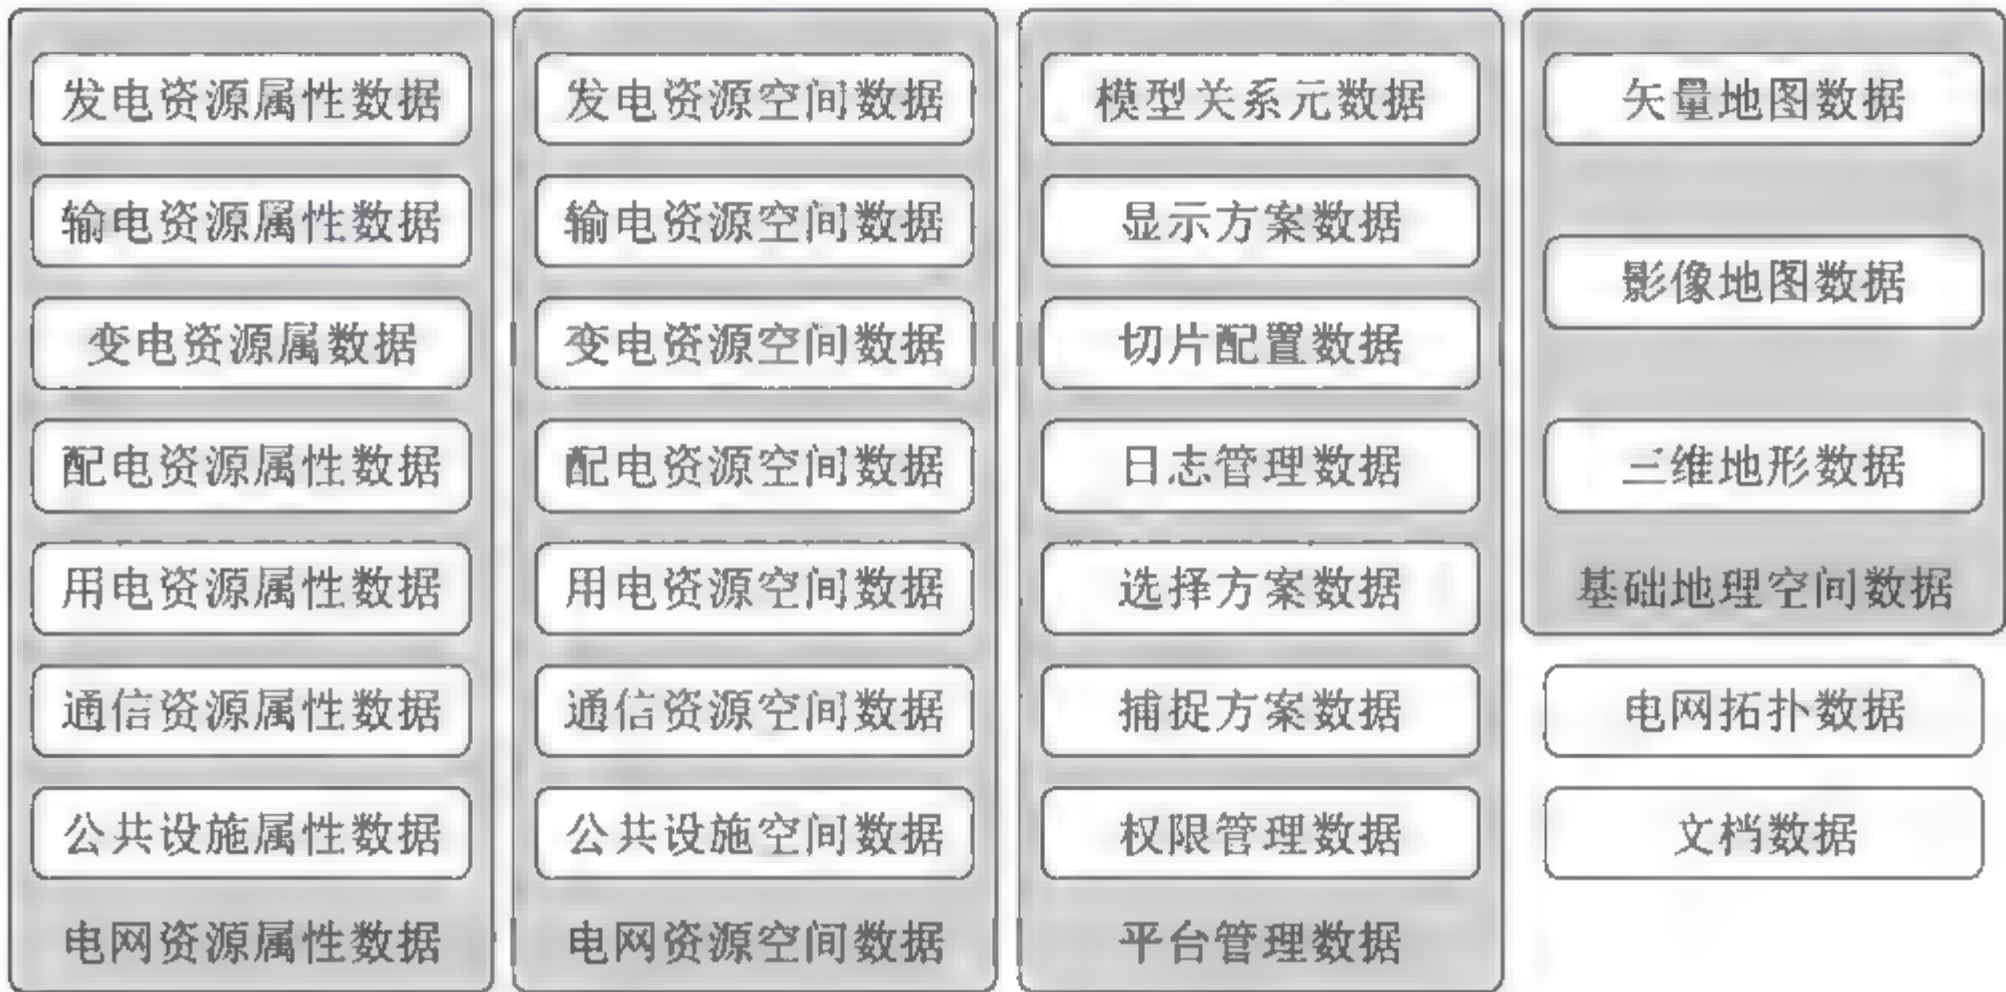 发电资源属性数据
输电资源属性数据
变电资源属数据
配电资源属性数据
用电资源属性数据
通信资源属性数据
公共设施属性数据
电网资源属性数据
发电资源空间数据
输电资源空间数据
变电资源空间数据
配电资源空间数据
用电资源空间数据
通信资源空间数据
公共设施空间数据
电网资源空间数据
模型关系元数据
显示方案数据
切片配置数据
日志管理数据
选择方案数据
捕捉方案数据
权限管理数据
平台管理数据
矢量地图数据
影像地图数据
三维地形数据
基础地理空间数据
电网拓扑数据
文档数据